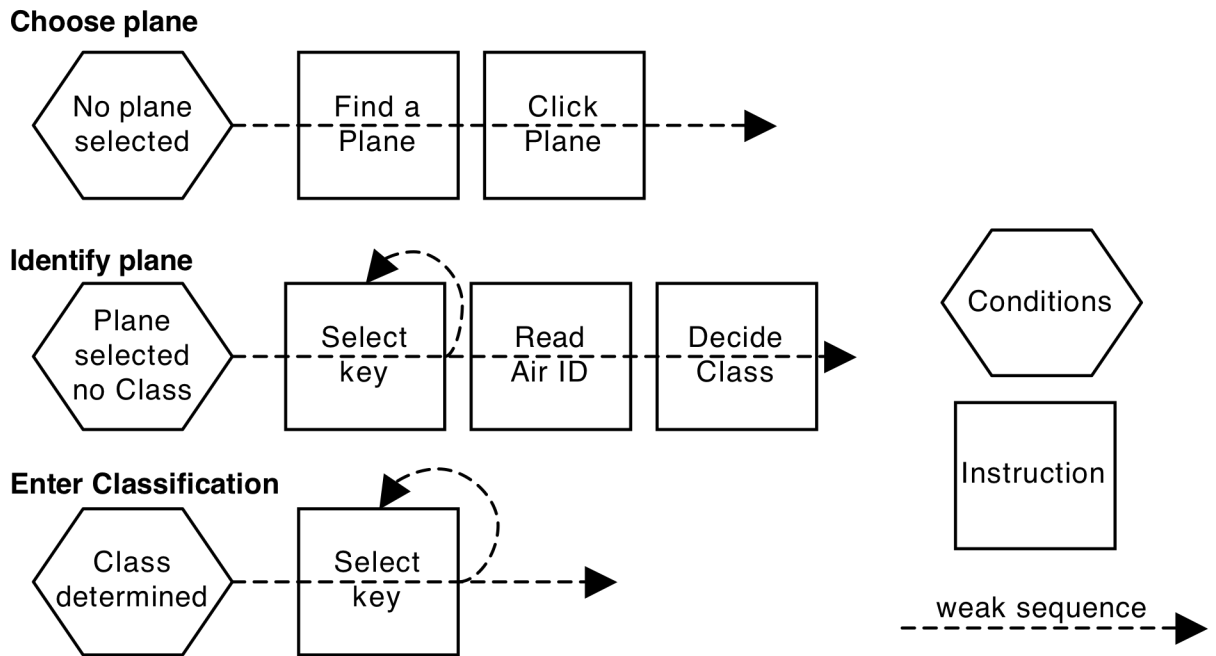 Choose plane
No plane
selected
Find a
Plane
Click
Plane
Identify plane
Plane
selected
no Class
Select
key
Read
Air ID
Decide
Class
Enter Classification
Class
determined
Select
key
Conditions
Instruction
weak sequence